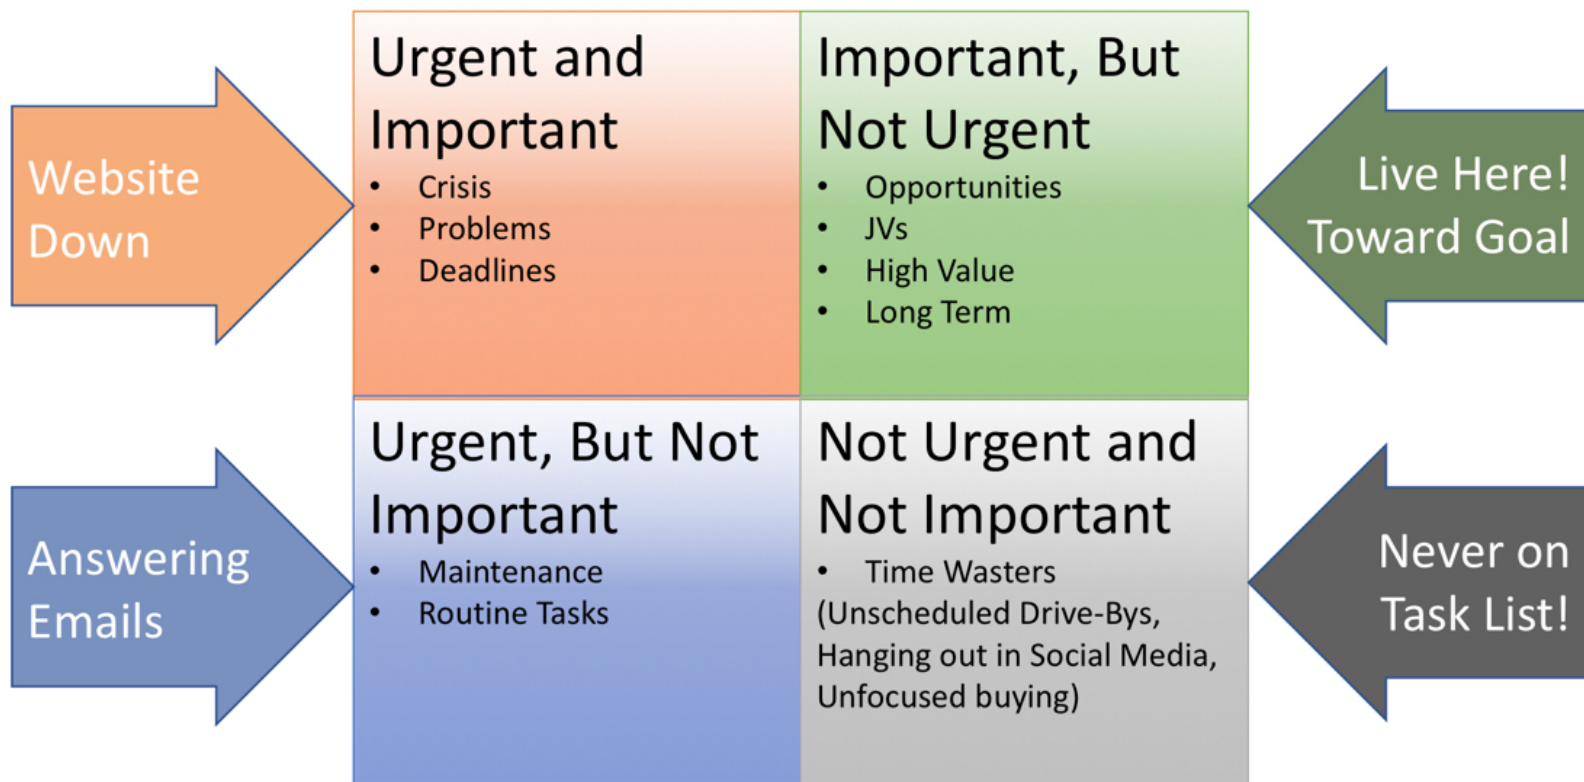 Website
Down
Urgent and
Important
• Crisis
• Problems
• Deadlines
Important, But
Not Urgent
• Opportunities
• JVs
• High Value
• Long Term
Live Here!
Toward Goal
Answering
Emails
Urgent, But Not
Important
• Maintenance
• Routine Tasks
Not Urgent and
Not Important
• Time Wasters
(Unscheduled Drive-Bys,
Hanging out in Social Media,
Unfocused buying)
Never on
Task List!